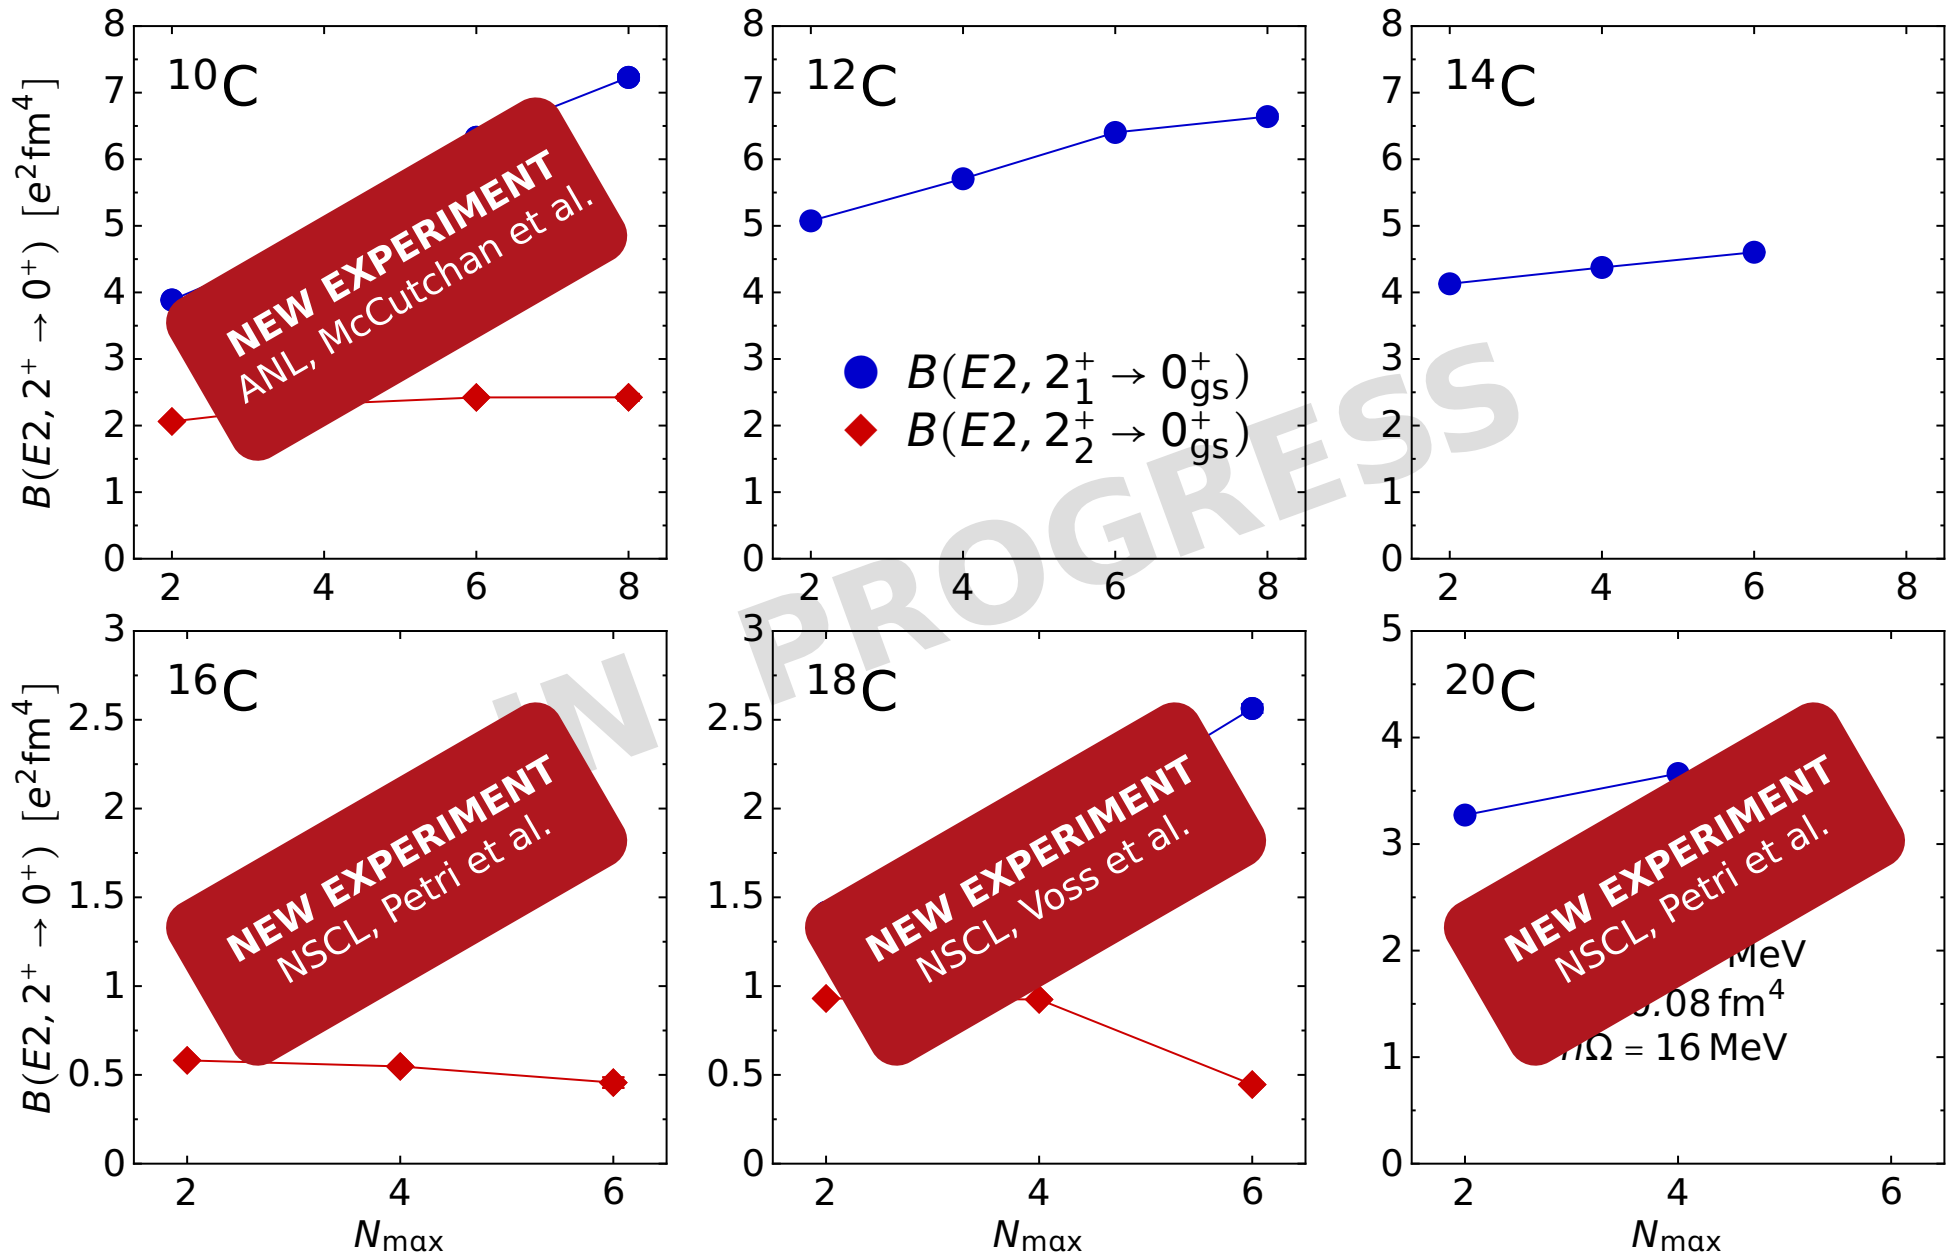 B(E2, 2⁺ → 0⁺) [e²fm⁴]
8
7
6
5
4
3
2
1
0
¹⁰C
NEW EXPERIMENT
ANL, McCutchan et al.
2 4 6 8
8
7
6
5
4
3
2
1
0
¹²C
B(E2, 2₁⁺ → 0⁺gs)
B(E2, 2₂⁺ → 0⁺gs)
2 4 6 8
8
7
6
5
4
3
2
1
0
¹⁴C
2 4 6 8
IN PROGRESS
B(E2, 2⁺ → 0⁺) [e²fm⁴]
3
2.5
2
1.5
1
0.5
0
¹⁶C
NEW EXPERIMENT
NSCL, Petri et al.
2 4 6
Nmax
3
2.5
2
1.5
1
0.5
0
¹⁸C
NEW EXPERIMENT
NSCL, Voss et al.
2 4 6
Nmax
5
4
3
2
1
0
²⁰C
NEW EXPERIMENT
NSCL, Petri et al.
MeV
.08 fm⁴
Ω = 16 MeV
2 4 6
Nmax